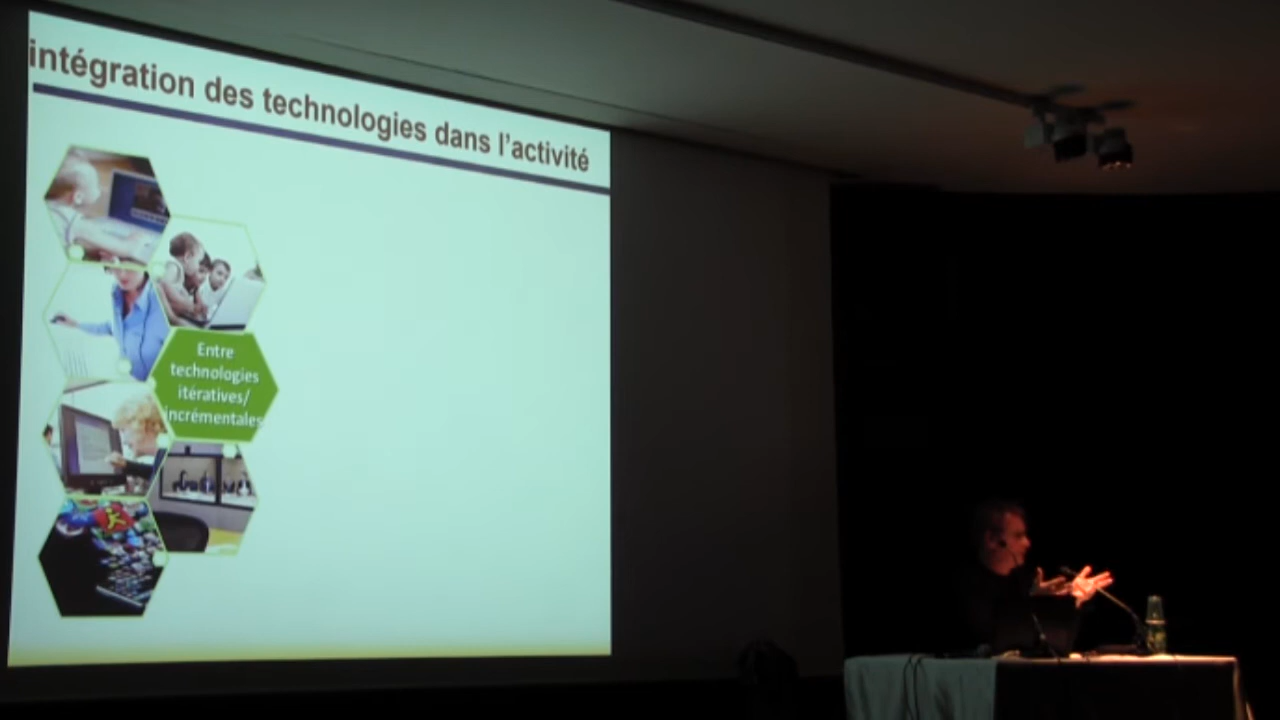 intégration des technologies dans l'activité
Entre
technologies
itératives/
incrémentales